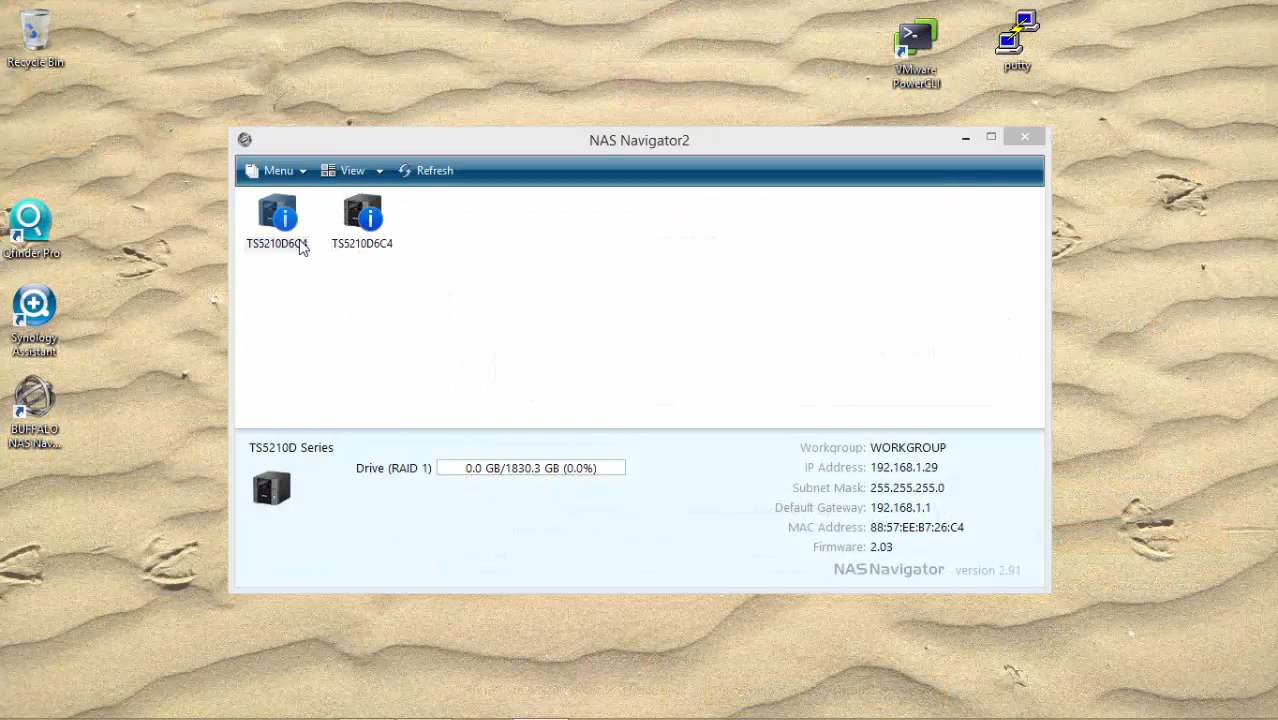 Recycle Bin
VMware
PowerCLI
putty
NAS Navigator2
Menu
View
Refresh
TS5210D6C4
Qfinder Pro
Synology
Assistant
BUFFALO
NAS Nav...
TS5210D Series
Drive (RAID 1)
0.0 GB/1830.3 GB (0.0%)
Workgroup: WORKGROUP
IP Address: 192.168.1.29
Subnet Mask: 255.255.255.0
Default Gateway: 192.168.1.1
MAC Address: 88:57:EE:B7:26:C4
Firmware: 2.03
NAS Navigator version 2.91